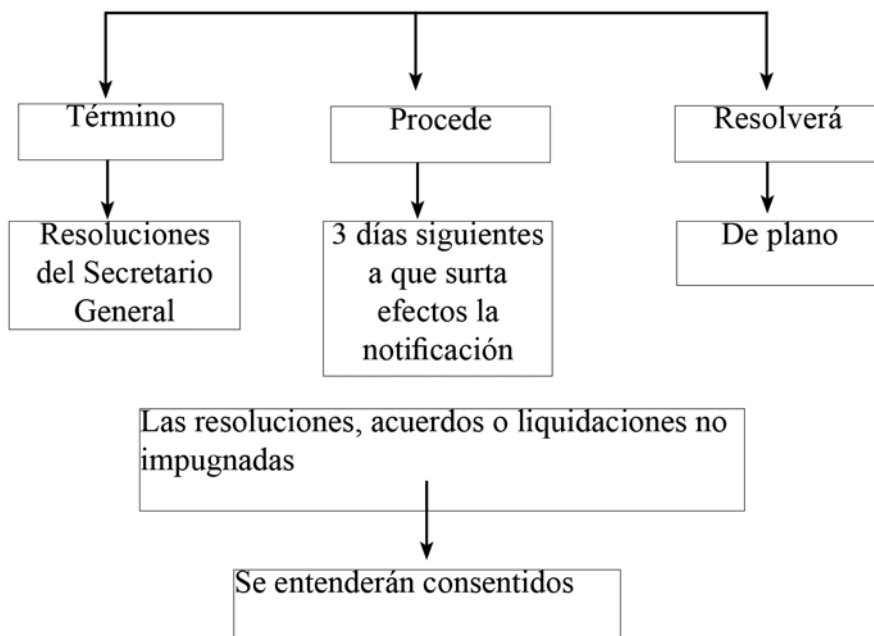 Término
Procede
Resolverá
Resoluciones
del Secretario
General
3 días siguientes
a que surta
efectos la
notificación
De plano
Las resoluciones, acuerdos o liquidaciones no
impugnadas
Se entenderán consentidos